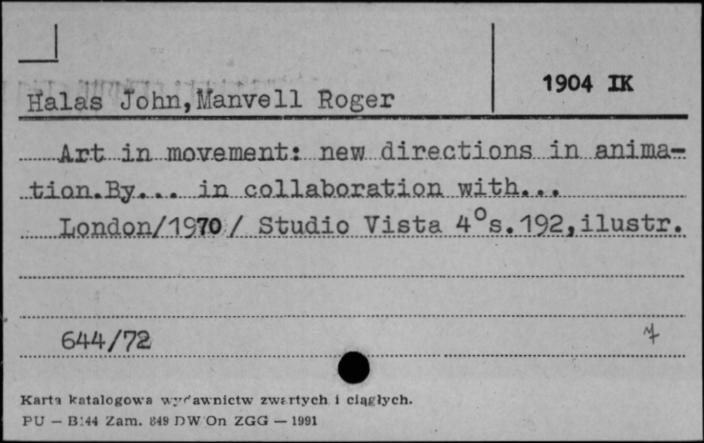 1904 IK
Halas John, Manvell Roger
Art in movement: new directions in anima-
tion.By... in collaboration with...
London/1970/ Studio Vista 4°s.192,ilustr.
644/72
Karta katalogowa wydawnictw zwartych i ciągłych.
PU — B144 Zam. 849 DW On ZGG — 1991